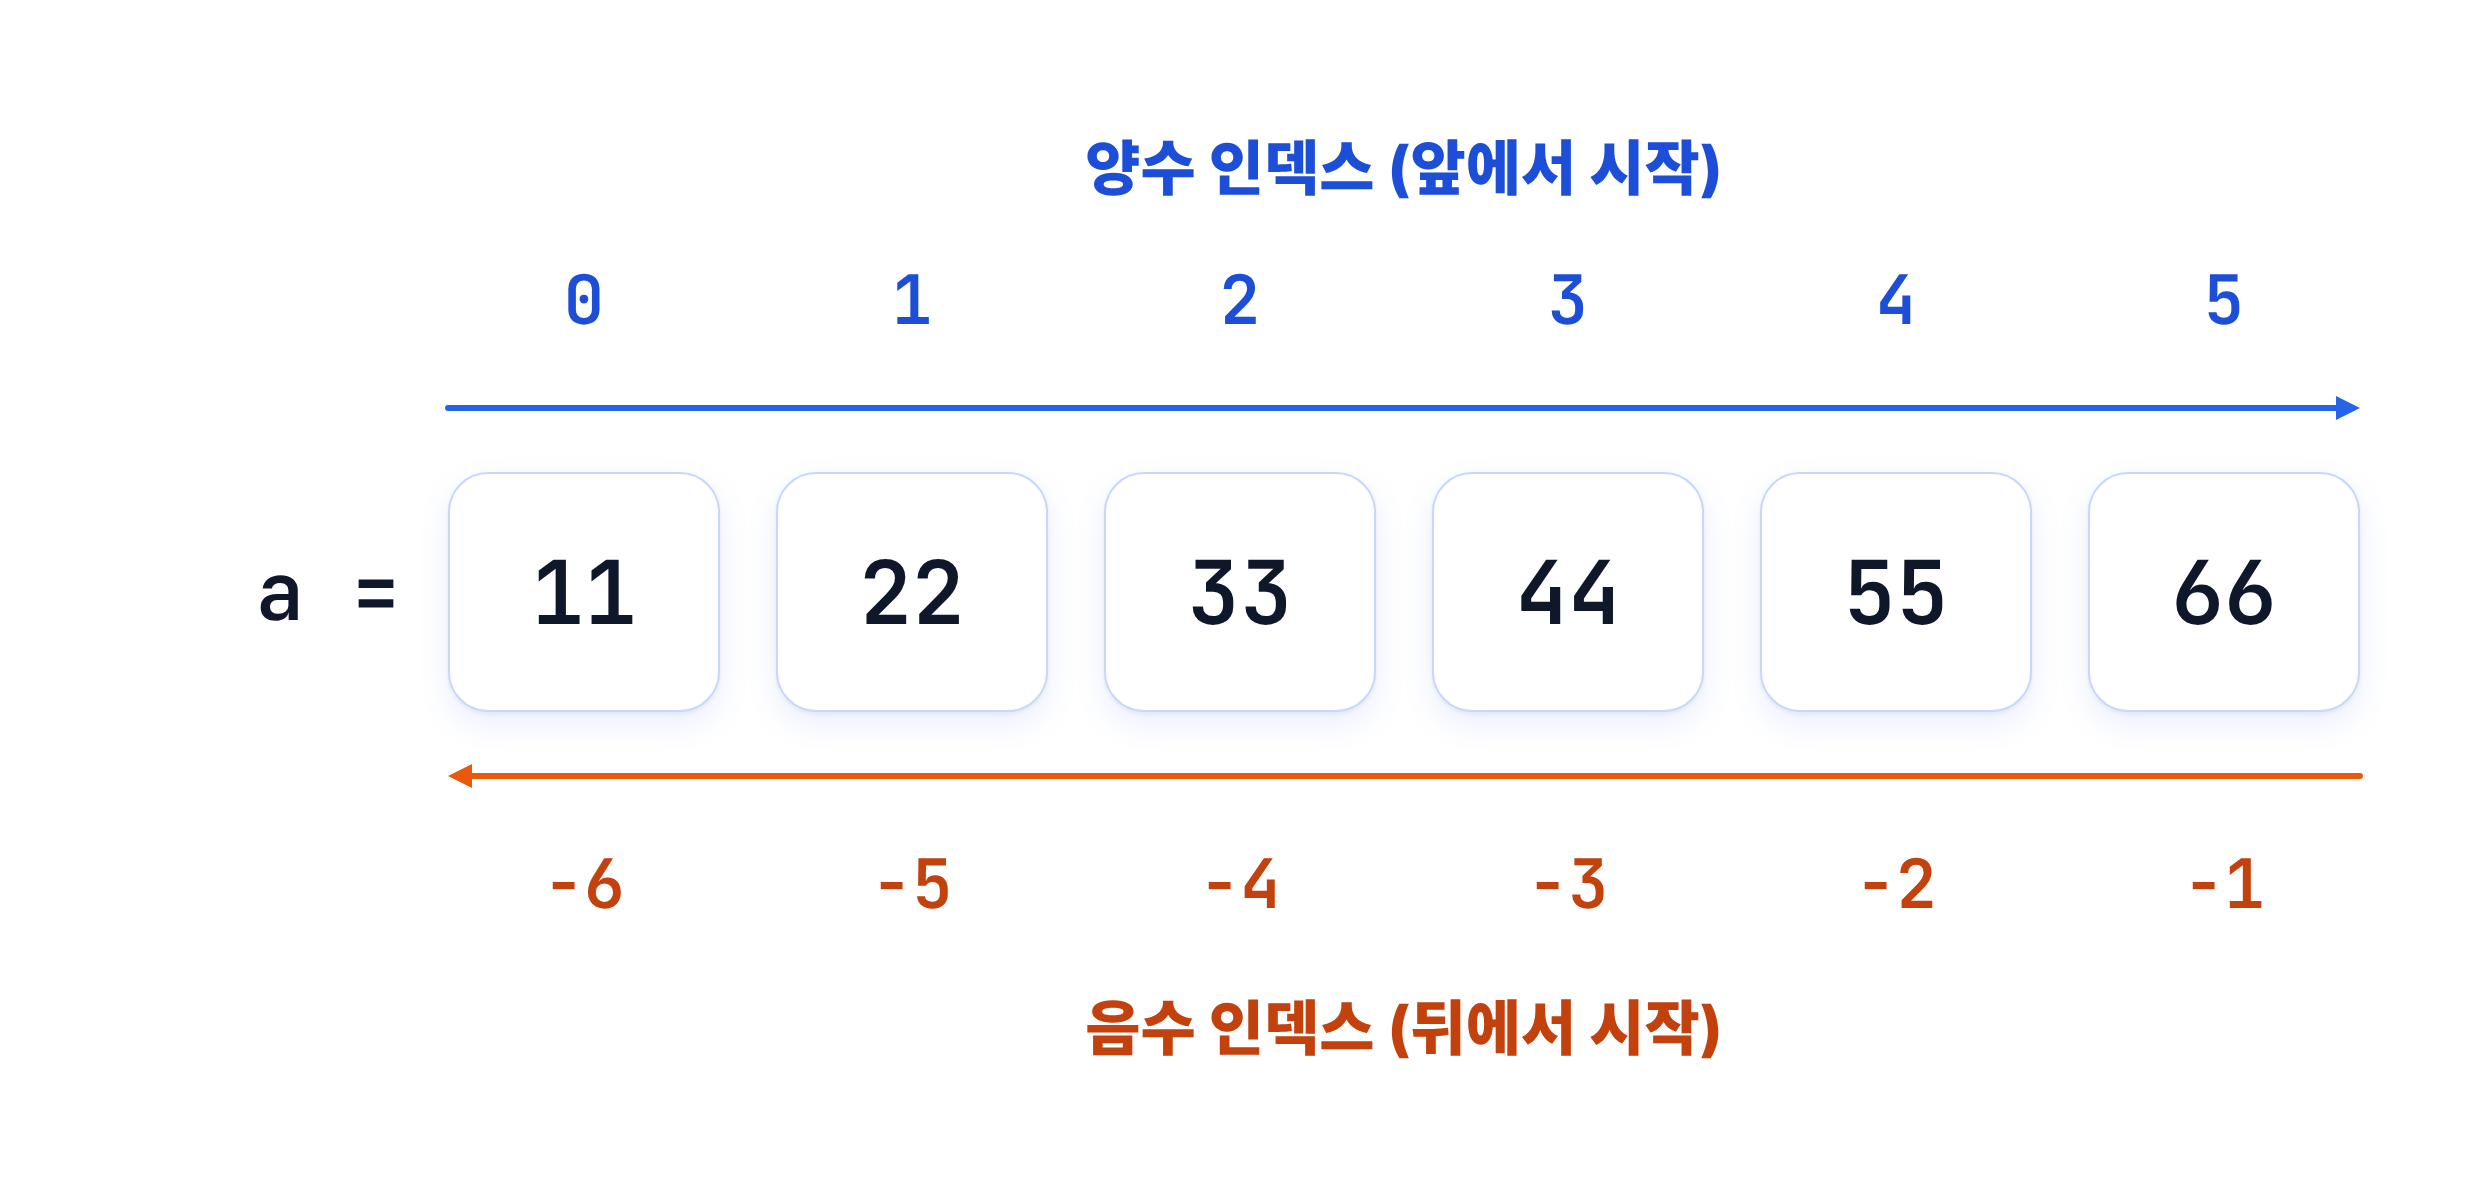 양수 인덱스 (앞에서 시작)
0 1 2 3 4 5
a = 11 22 33 44 55 66
-6 -5 -4 -3 -2 -1
음수 인덱스 (뒤에서 시작)